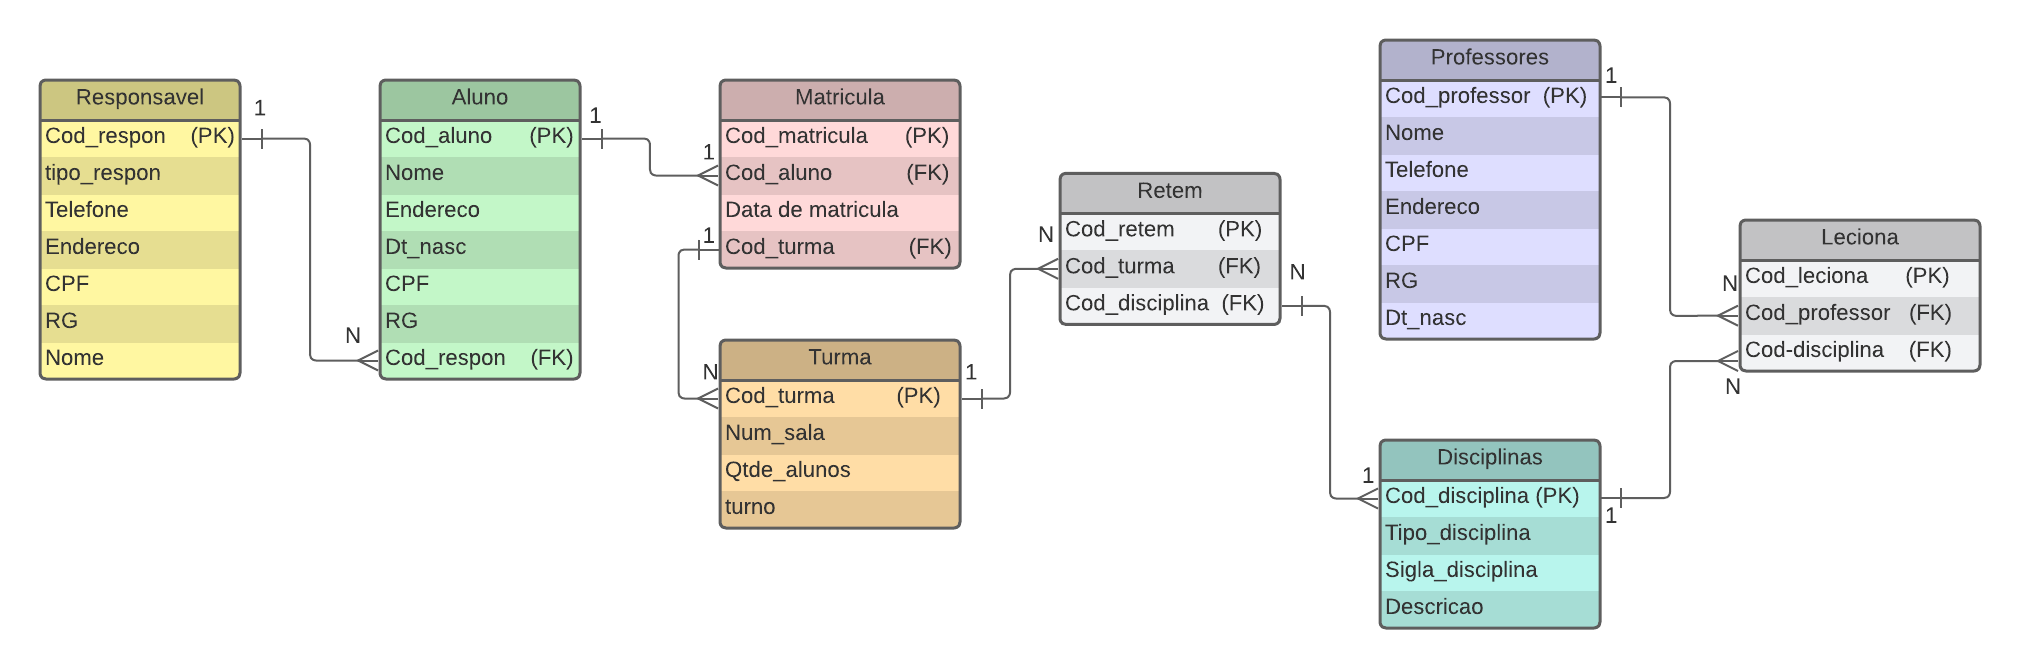 Responsavel
Cod_respon (PK)
tipo_respon
Telefone
Endereco
CPF
RG
Nome
1
N
Aluno
Cod_aluno (PK)
Nome
Endereco
Dt_nasc
CPF
RG
Cod_respon (FK)
1
1
Matricula
Cod_matricula (PK)
Cod_aluno (FK)
Data de matricula
Cod_turma (FK)
1
N
Turma
Cod_turma (PK)
Num_sala
Qtde_alunos
turno
1
N
Retem
Cod_retem (PK)
Cod_turma (FK)
Cod_disciplina (FK)
N
1
Professores
Cod_professor (PK)
Nome
Telefone
Endereco
CPF
RG
Dt_nasc
1
N
Disciplinas
Cod_disciplina (PK)
Tipo_disciplina
Sigla_disciplina
Descricao
1
N
Leciona
Cod_leciona (PK)
Cod_professor (FK)
Cod-disciplina (FK)